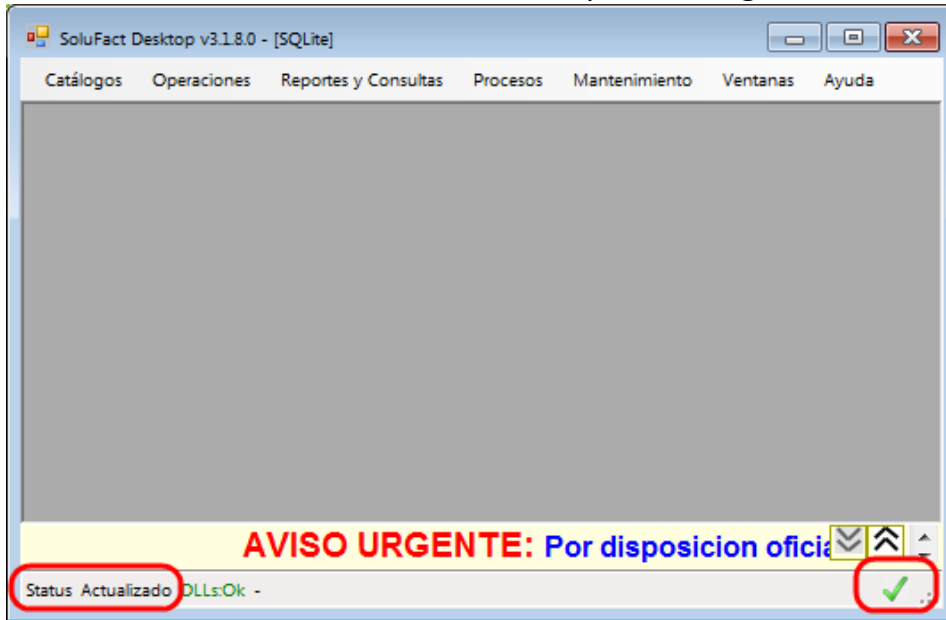 SoluFact Desktop v3.1.8.0 - [SQLite]
Catálogos Operaciones Reportes y Consultas Procesos Mantenimiento Ventanas Ayuda
AVISO URGENTE: Por disposicion
Status Actualizado DLLs:Ok -